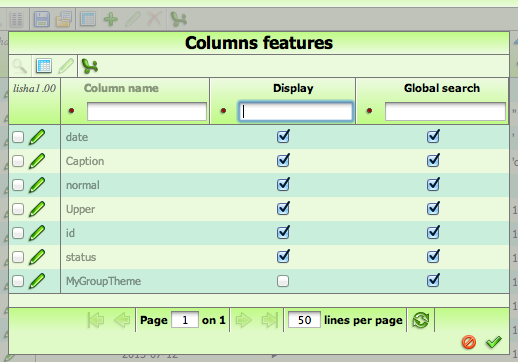 Columns features
lisha1.00 Column name Display Global search
date
Caption
normal
Upper
id
status
MyGroupTheme
Page 1 on 1 50 lines per page